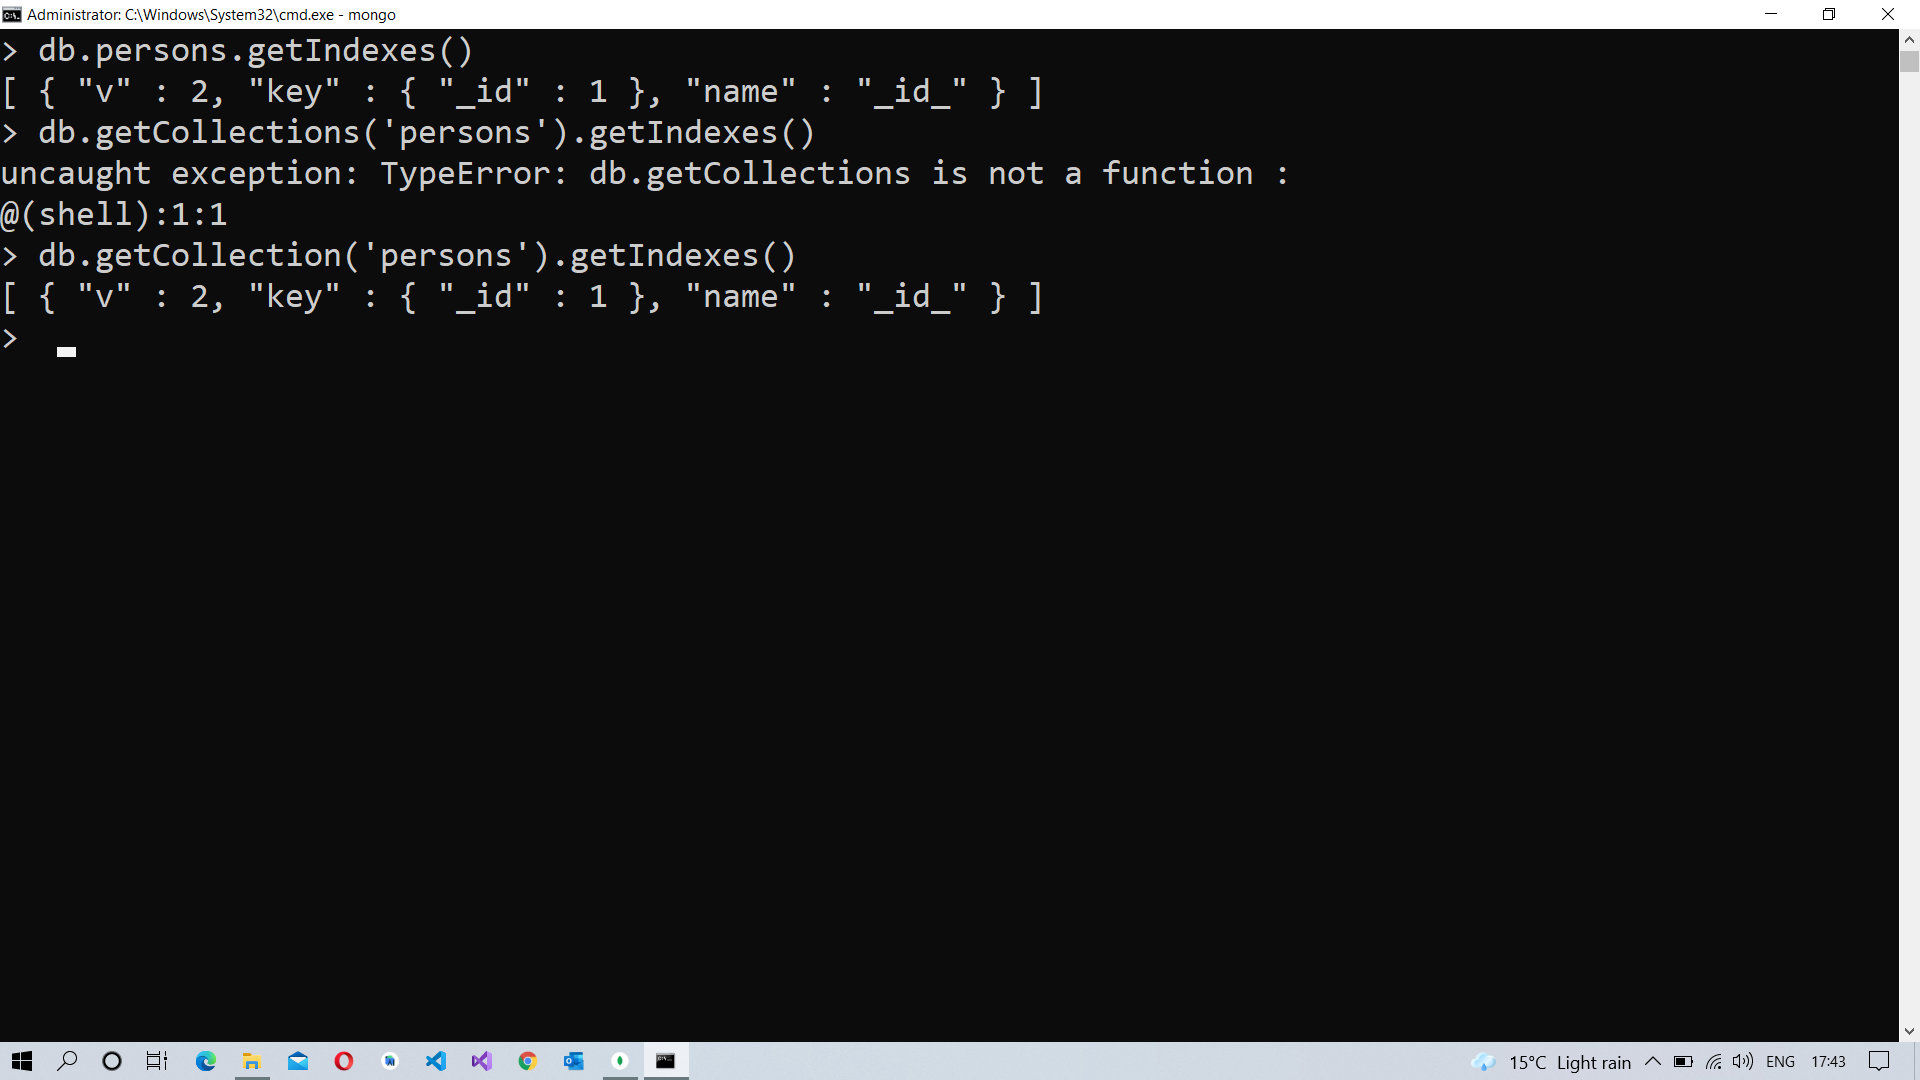 Administrator: C:\Windows\System32\cmd.exe - mongo
> db.persons.getIndexes()
[ { "v" : 2, "key" : { "_id" : 1 }, "name" : "_id_" } ]
> db.getCollections('persons').getIndexes()
uncaught exception: TypeError: db.getCollections is not a function :
@(shell):1:1
> db.getCollection('persons').getIndexes()
[ { "v" : 2, "key" : { "_id" : 1 }, "name" : "_id_" } ]
>
15°C Light rain ENG 17:43